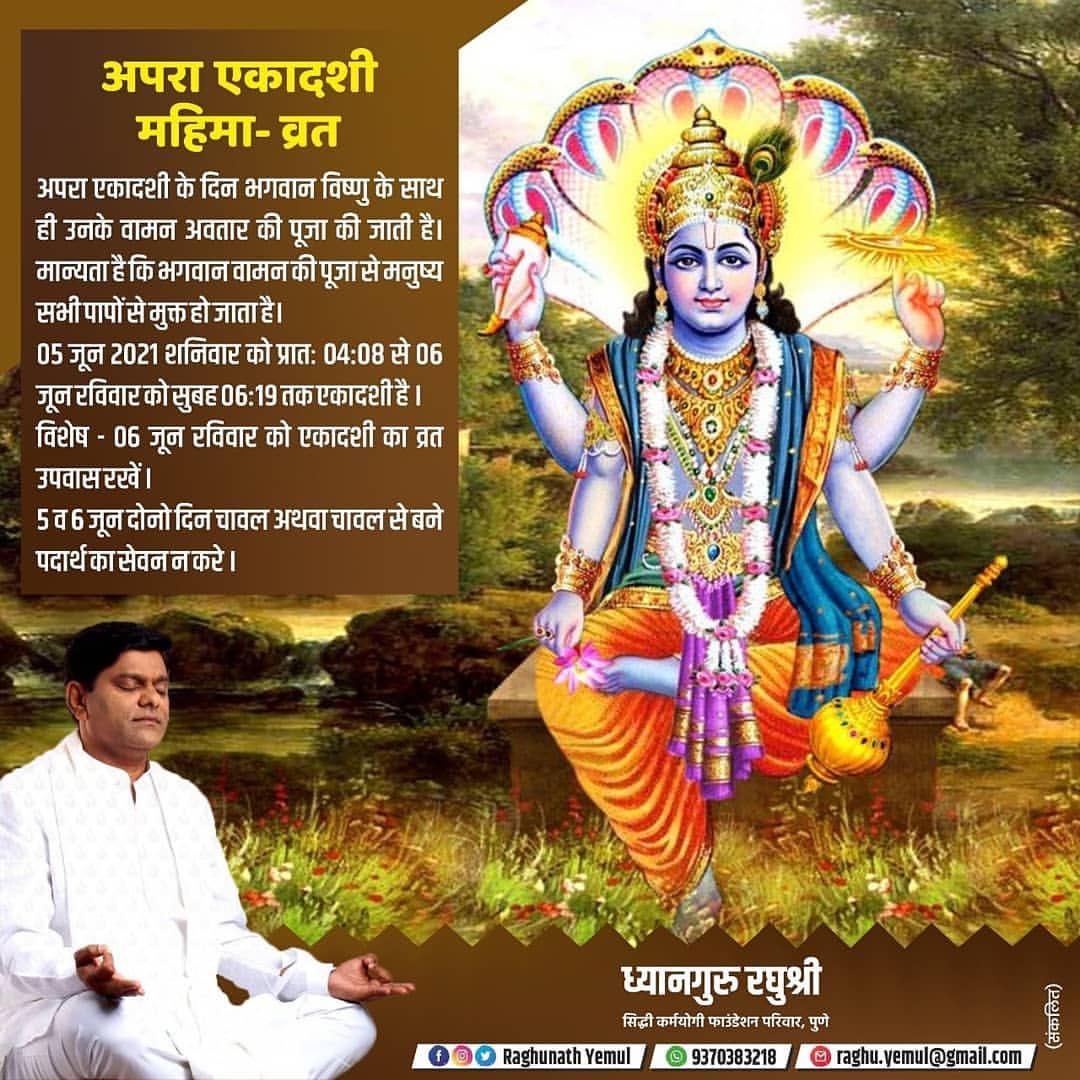 अपरा एकादशी
महिमा- व्रत
अपरा एकादशी के दिन भगवान विष्णु के साथ
ही उनके वामन अवतार की पूजा की जाती है।
मान्यता है कि भगवान वामन की पूजा से मनुष्य
सभी पापों से मुक्त हो जाता है।
05 जून 2021 शनिवार को प्रातः 04:08 से 06
जून रविवार को सुबह 06:19 तक एकादशी है ।
विशेष - 06 जून रविवार को एकादशी का व्रत
उपवास रखें ।
5 व 6 जून दोनो दिन चावल अथवा चावल से बने
पदार्थ का सेवन न करे ।
ध्यानगुरु रघुश्री
सिद्धी कर्मयोगी फाउंडेशन परिवार, पुणे
(संकलित)
Raghunath Yemul 9370383218 raghu.yemul@gmail.com